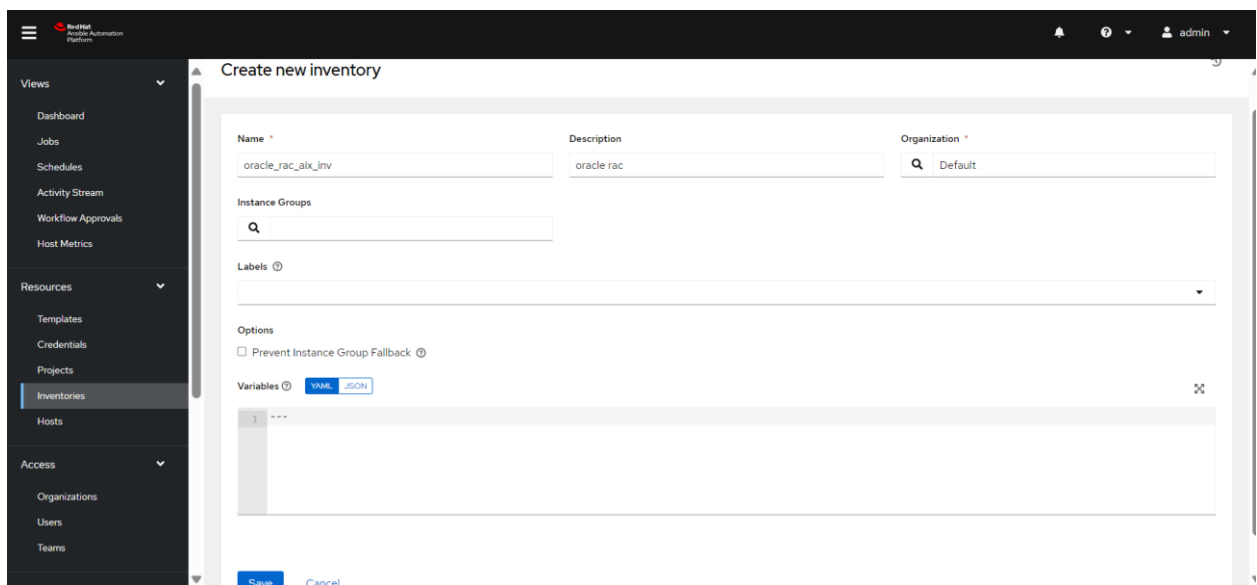 Red Hat
Ansible Automation
Platform
admin
Views
Dashboard
Jobs
Schedules
Activity Stream
Workflow Approvals
Host Metrics
Resources
Templates
Credentials
Projects
Inventories
Hosts
Access
Organizations
Users
Teams
Create new inventory
Name *
oracle_rac_aix_inv
Description
oracle rac
Organization *
Default
Instance Groups
Labels
Options
Prevent Instance Group Fallback
Variables YAML JSON
1 ---
Save Cancel